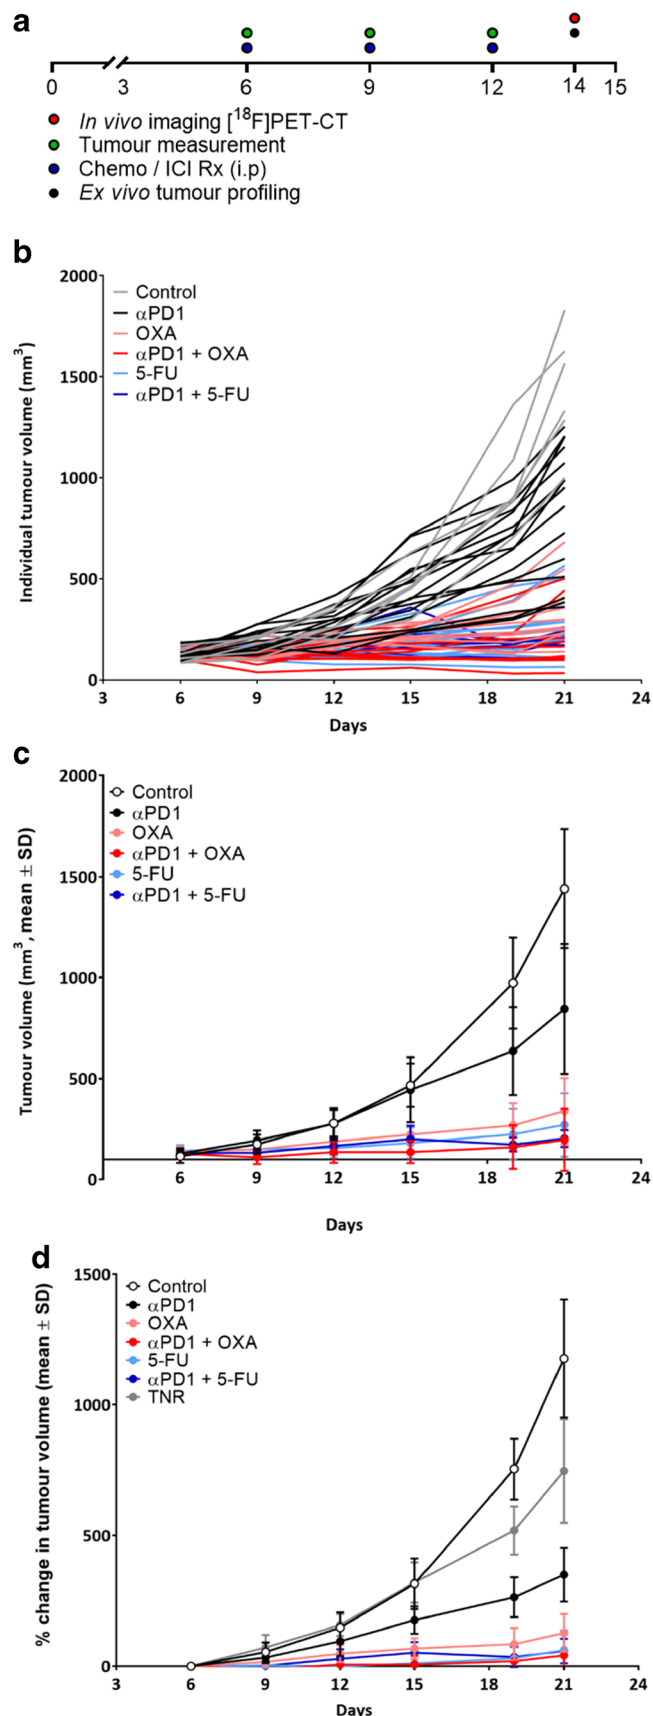 a
0 3 6 9 12 14 15
In vivo imaging [18F]PET-CT
Tumour measurement
Chemo / ICI Rx (i.p)
Ex vivo tumour profiling
b
Individual tumour volume (mm3)
2000
1500
1000
500
0
Control
αPD1
OXA
αPD1 + OXA
5-FU
αPD1 + 5-FU
3 6 9 12 15 18 21 24
Days
c
Tumour volume (mm3, mean ± SD)
2000
1500
1000
500
0
Control
αPD1
OXA
αPD1 + OXA
5-FU
αPD1 + 5-FU
6 9 12 15 18 21 24
Days
d
% change in tumour volume (mean ± SD)
1500
1000
500
0
Control
αPD1
OXA
αPD1 + OXA
5-FU
αPD1 + 5-FU
TNR
3 6 9 12 15 18 21 24
Days